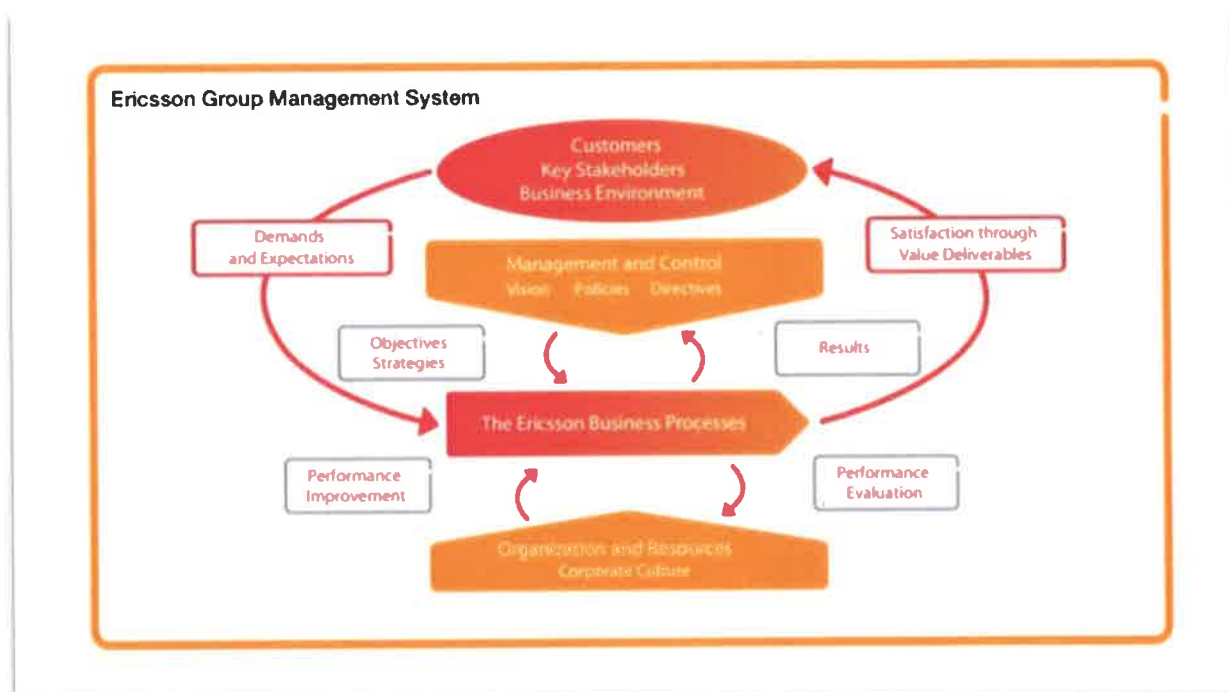 Ericsson Group Management System
Customers
Key Stakeholders
Business Environment
Demands
and Expectations
Satisfaction through
Value Deliverables
Management and Control
Vision Policies Directives
Objectives
Strategies
Results
The Ericsson Business Processes
Performance
Improvement
Performance
Evaluation
Organization and Resources
Corporate Culture